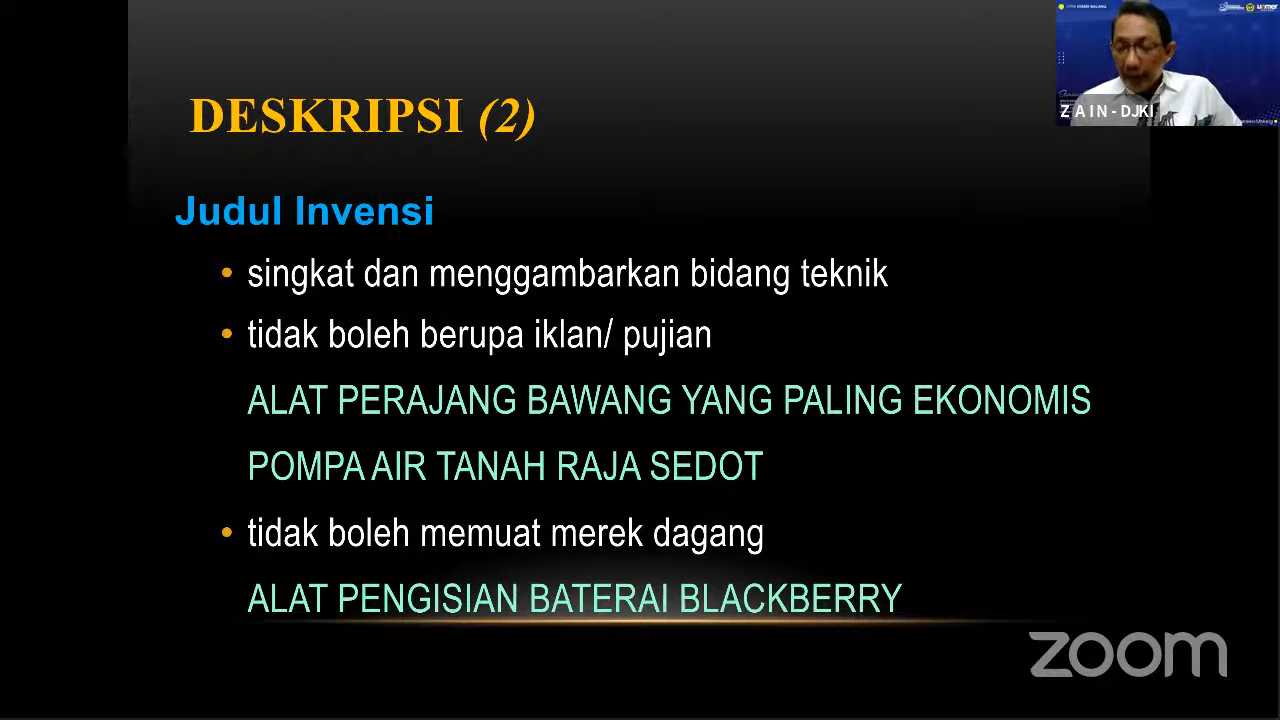 DESKRIPSI (2)
Judul Invensi
• singkat dan menggambarkan bidang teknik
• tidak boleh berupa iklan/ pujian
ALAT PERAJANG BAWANG YANG PALING EKONOMIS
POMPA AIR TANAH RAJA SEDOT
• tidak boleh memuat merek dagang
ALAT PENGISIAN BATERAI BLACKBERRY
Z A I N - DJKI
zoom